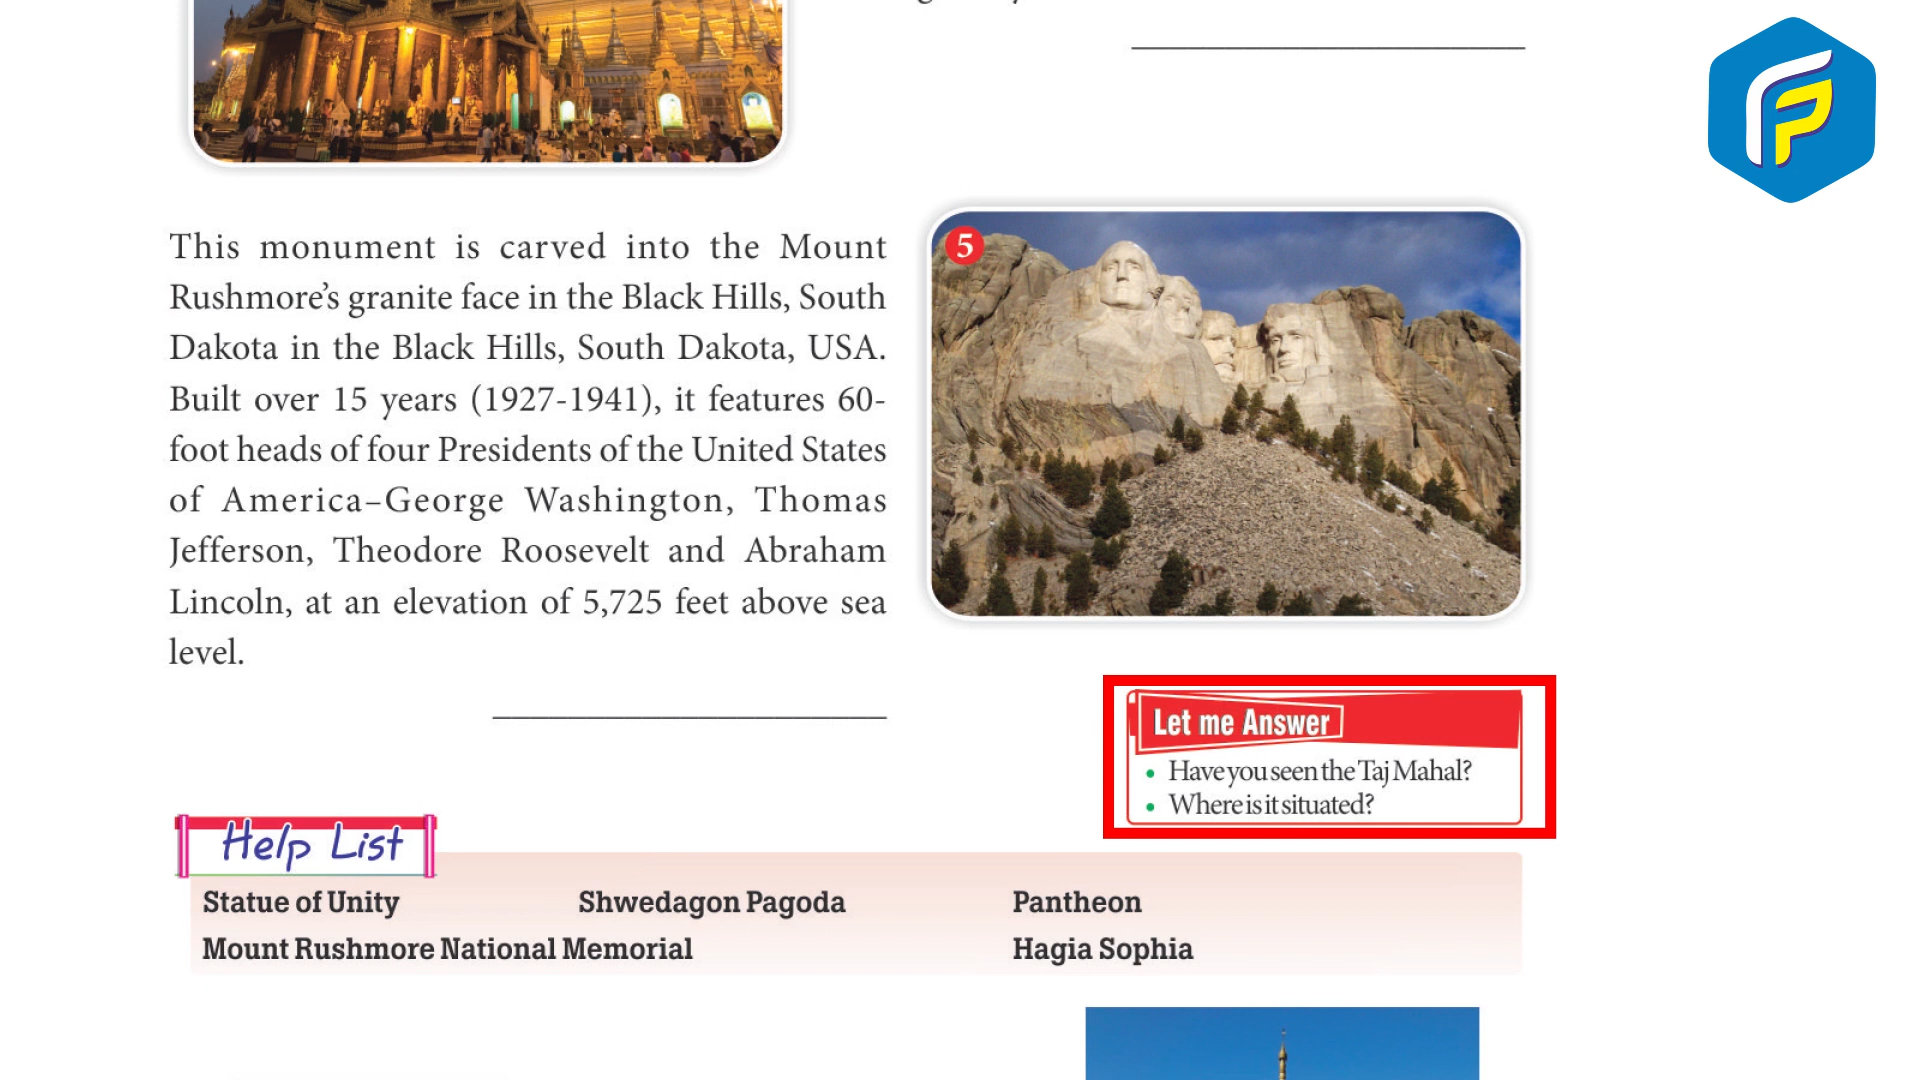 5
This monument is carved into the Mount
Rushmore’s granite face in the Black Hills, South
Dakota in the Black Hills, South Dakota, USA.
Built over 15 years (1927-1941), it features 60-
foot heads of four Presidents of the United States
of America–George Washington, Thomas
Jefferson, Theodore Roosevelt and Abraham
Lincoln, at an elevation of 5,725 feet above sea
level.
Let me Answer
• Have you seen the Taj Mahal?
• Where is it situated?
Help List
Statue of Unity Shwedagon Pagoda Pantheon
Mount Rushmore National Memorial Hagia Sophia